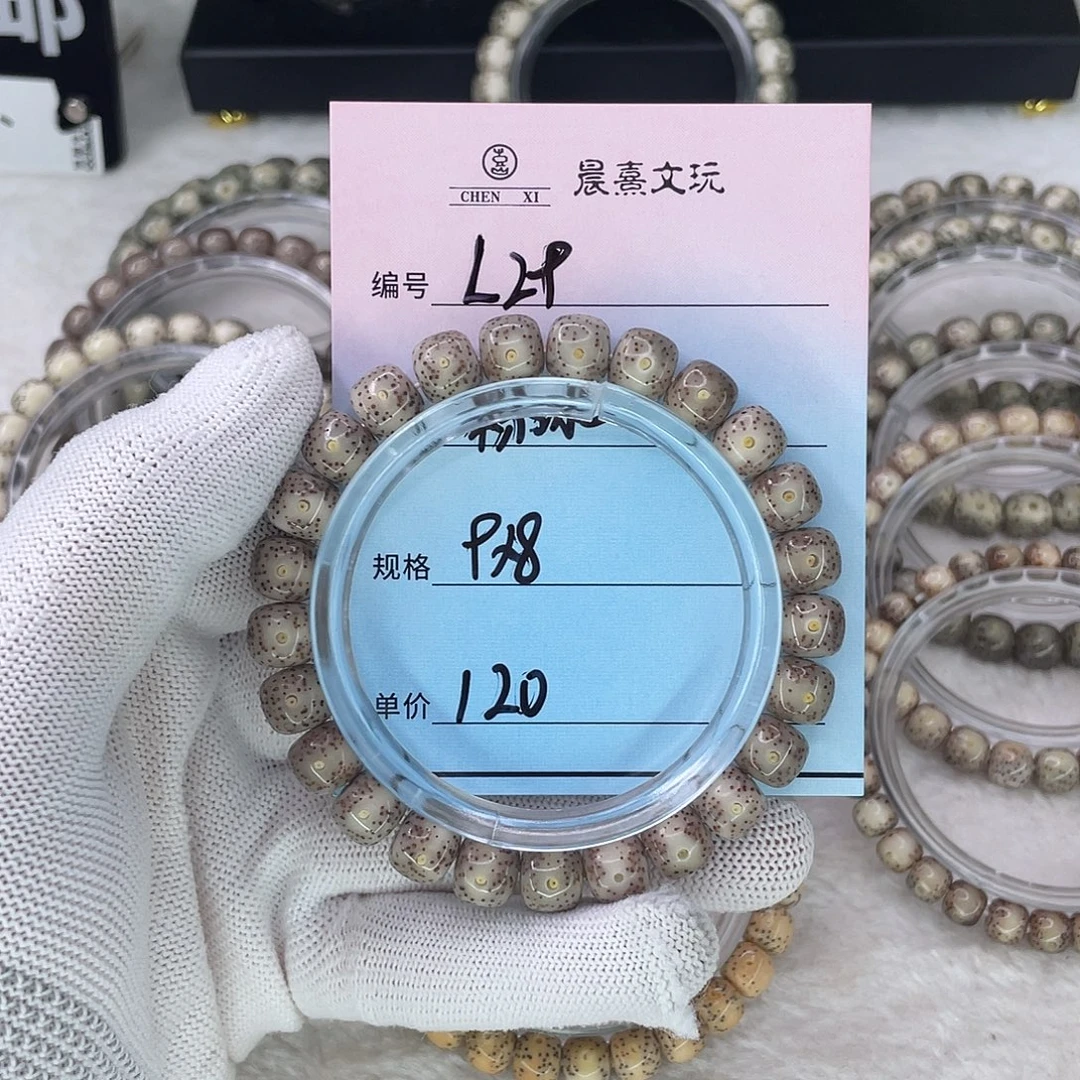 CHEN XI
晨熹文玩
编号 L29
规格 9x8
单价 120